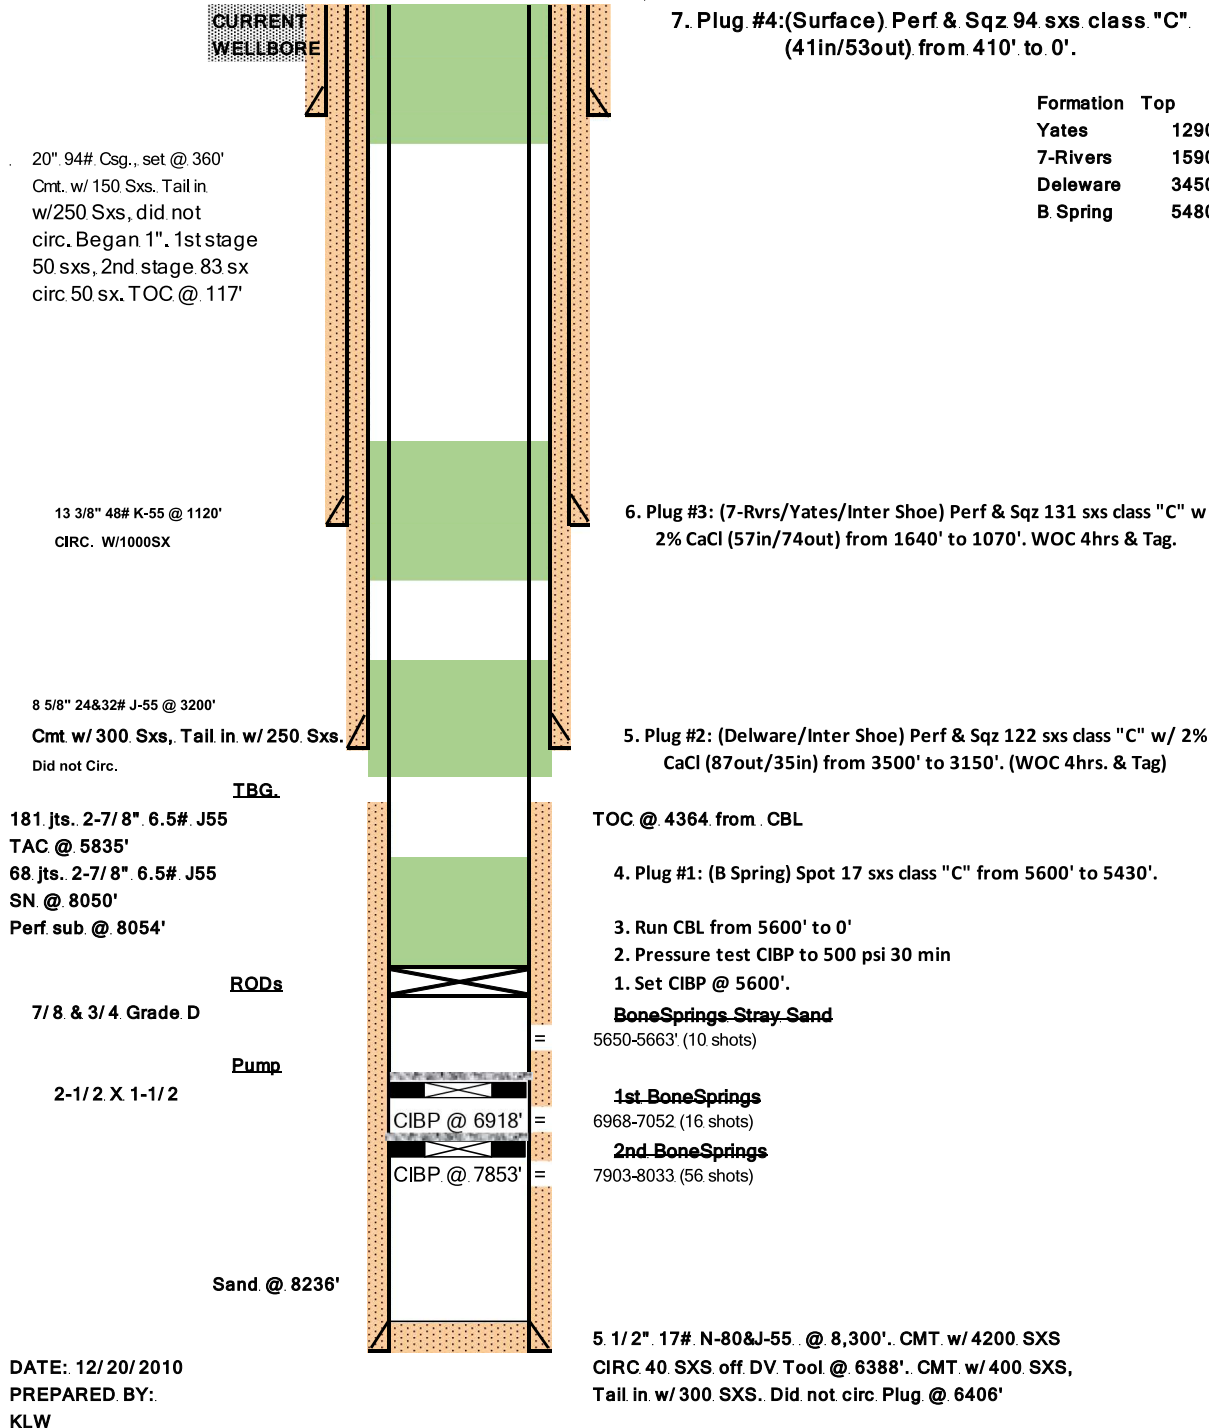 CURRENT
WELLBORE
7. Plug #4:(Surface) Perf & Sqz 94 sxs class "C"
(41in/53out) from 410' to 0'.
Formation Top
Yates 1290
7-Rivers 1590
Deleware 3450
B Spring 5480
20" 94# Csg., set @ 360'
Cmt. w/ 150 Sxs. Tail in
w/250 Sxs, did not
circ. Began 1". 1st stage
50 sxs, 2nd stage 83 sx
circ 50 sx. TOC @ 117'
13 3/8" 48# K-55 @ 1120'
CIRC. W/1000SX
6. Plug #3: (7-Rvrs/Yates/Inter Shoe) Perf & Sqz 131 sxs class "C" w
2% CaCl (57in/74out) from 1640' to 1070'. WOC 4hrs & Tag.
8 5/8" 24&32# J-55 @ 3200'
Cmt w/ 300 Sxs, Tail in w/ 250 Sxs.
Did not Circ.
5. Plug #2: (Delware/Inter Shoe) Perf & Sqz 122 sxs class "C" w/ 2%
CaCl (87out/35in) from 3500' to 3150'. (WOC 4hrs. & Tag)
TBG.
181 jts. 2-7/8" 6.5# J55
TAC @ 5835'
68 jts. 2-7/8" 6.5# J55
SN @ 8050'
Perf sub @ 8054'
TOC @ 4364 from CBL
4. Plug #1: (B Spring) Spot 17 sxs class "C" from 5600' to 5430'.
3. Run CBL from 5600' to 0'
2. Pressure test CIBP to 500 psi 30 min
1. Set CIBP @ 5600'.
RODs
7/8 & 3/4 Grade D
Pump
2-1/2 X 1-1/2
BoneSprings Stray Sand
= 5650-5663' (10 shots)
1st BoneSprings
CIBP @ 6918' = 6968-7052 (16 shots)
2nd BoneSprings
CIBP @ 7853' = 7903-8033 (56 shots)
Sand @ 8236'
5 1/2" 17# N-80&J-55 @ 8,300'. CMT w/ 4200 SXS
CIRC 40 SXS off DV Tool @ 6388'. CMT w/ 400 SXS,
Tail in w/ 300 SXS. Did not circ Plug @ 6406'
DATE: 12/20/2010
PREPARED BY:
KLW